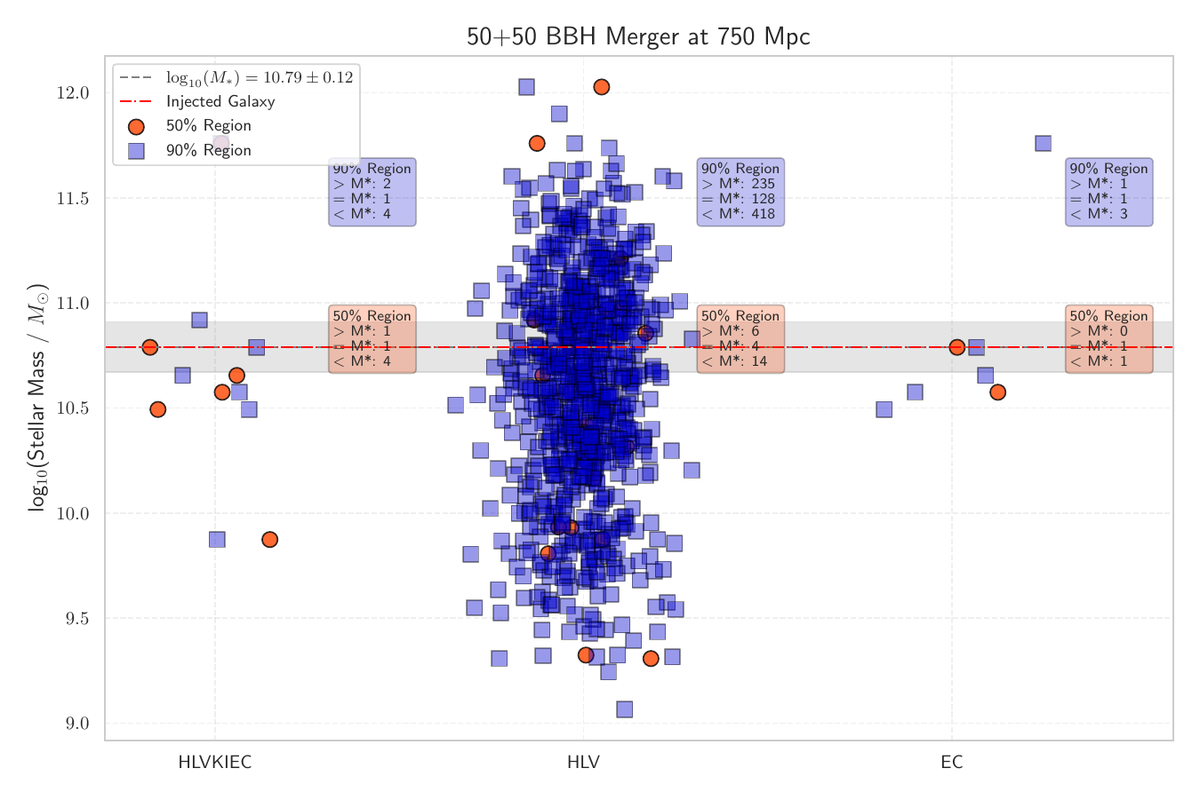 50+50 BBH Merger at 750 Mpc
log₁₀(M∗) = 10.79 ± 0.12
Injected Galaxy
50% Region
90% Region
log₁₀(Stellar Mass / M⊙)
12.0
11.5
11.0
10.5
10.0
9.5
9.0
90% Region
> M*: 2
= M*: 1
< M*: 4
50% Region
> M*: 1
= M*: 1
< M*: 4
90% Region
> M*: 235
= M*: 128
< M*: 418
50% Region
> M*: 6
= M*: 4
< M*: 14
90% Region
> M*: 1
= M*: 1
< M*: 3
50% Region
> M*: 0
= M*: 1
< M*: 1
HLVKIEC
HLV
EC